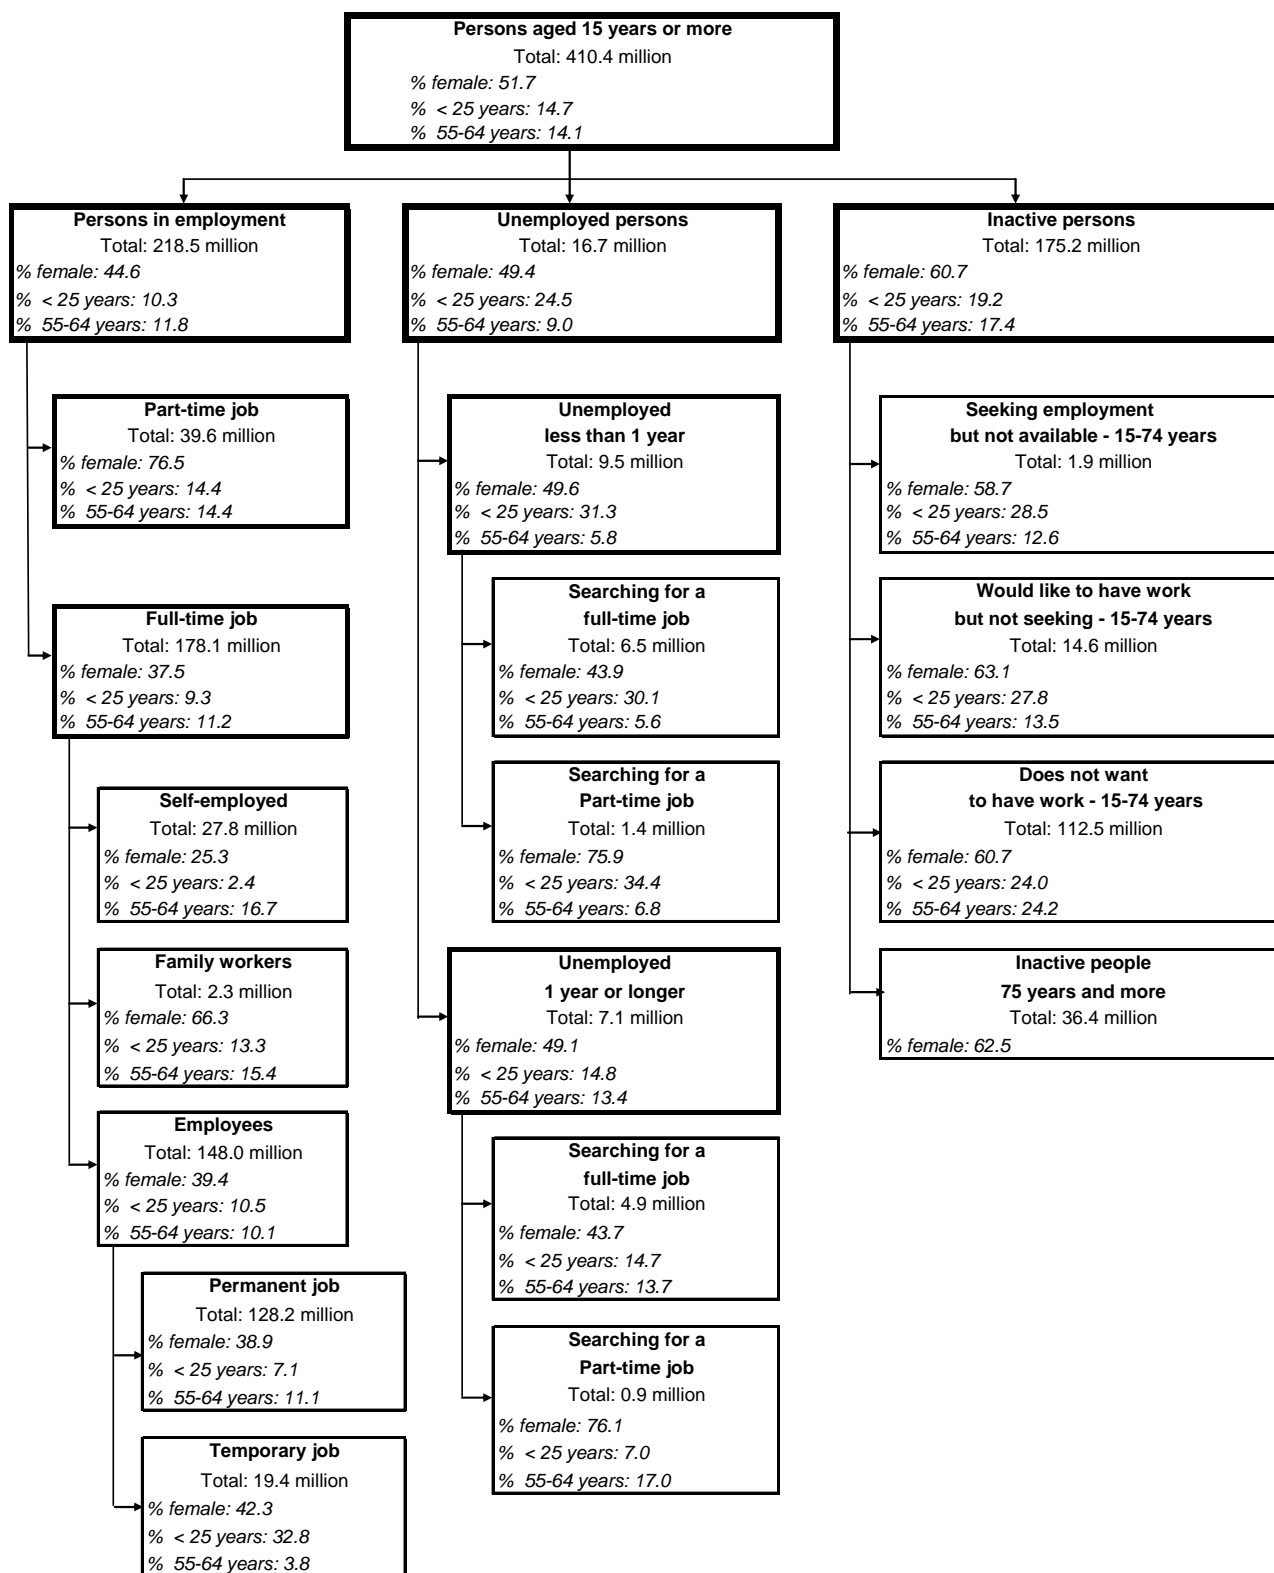 Persons aged 15 years or more
Total: 410.4 million
% female: 51.7
% < 25 years: 14.7
% 55-64 years: 14.1
Persons in employment
Total: 218.5 million
% female: 44.6
% < 25 years: 10.3
% 55-64 years: 11.8
Part-time job
Total: 39.6 million
% female: 76.5
% < 25 years: 14.4
% 55-64 years: 14.4
Full-time job
Total: 178.1 million
% female: 37.5
% < 25 years: 9.3
% 55-64 years: 11.2
Self-employed
Total: 27.8 million
% female: 25.3
% < 25 years: 2.4
% 55-64 years: 16.7
Family workers
Total: 2.3 million
% female: 66.3
% < 25 years: 13.3
% 55-64 years: 15.4
Employees
Total: 148.0 million
% female: 39.4
% < 25 years: 10.5
% 55-64 years: 10.1
Permanent job
Total: 128.2 million
% female: 38.9
% < 25 years: 7.1
% 55-64 years: 11.1
Temporary job
Total: 19.4 million
% female: 42.3
% < 25 years: 32.8
% 55-64 years: 3.8
Unemployed persons
Total: 16.7 million
% female: 49.4
% < 25 years: 24.5
% 55-64 years: 9.0
Unemployed
less than 1 year
Total: 9.5 million
% female: 49.6
% < 25 years: 31.3
% 55-64 years: 5.8
Searching for a
full-time job
Total: 6.5 million
% female: 43.9
% < 25 years: 30.1
% 55-64 years: 5.6
Searching for a
Part-time job
Total: 1.4 million
% female: 75.9
% < 25 years: 34.4
% 55-64 years: 6.8
Unemployed
1 year or longer
Total: 7.1 million
% female: 49.1
% < 25 years: 14.8
% 55-64 years: 13.4
Searching for a
full-time job
Total: 4.9 million
% female: 43.7
% < 25 years: 14.7
% 55-64 years: 13.7
Searching for a
Part-time job
Total: 0.9 million
% female: 76.1
% < 25 years: 7.0
% 55-64 years: 17.0
Inactive persons
Total: 175.2 million
% female: 60.7
% < 25 years: 19.2
% 55-64 years: 17.4
Seeking employment
but not available - 15-74 years
Total: 1.9 million
% female: 58.7
% < 25 years: 28.5
% 55-64 years: 12.6
Would like to have work
but not seeking - 15-74 years
Total: 14.6 million
% female: 63.1
% < 25 years: 27.8
% 55-64 years: 13.5
Does not want
to have work - 15-74 years
Total: 112.5 million
% female: 60.7
% < 25 years: 24.0
% 55-64 years: 24.2
Inactive people
75 years and more
Total: 36.4 million
% female: 62.5